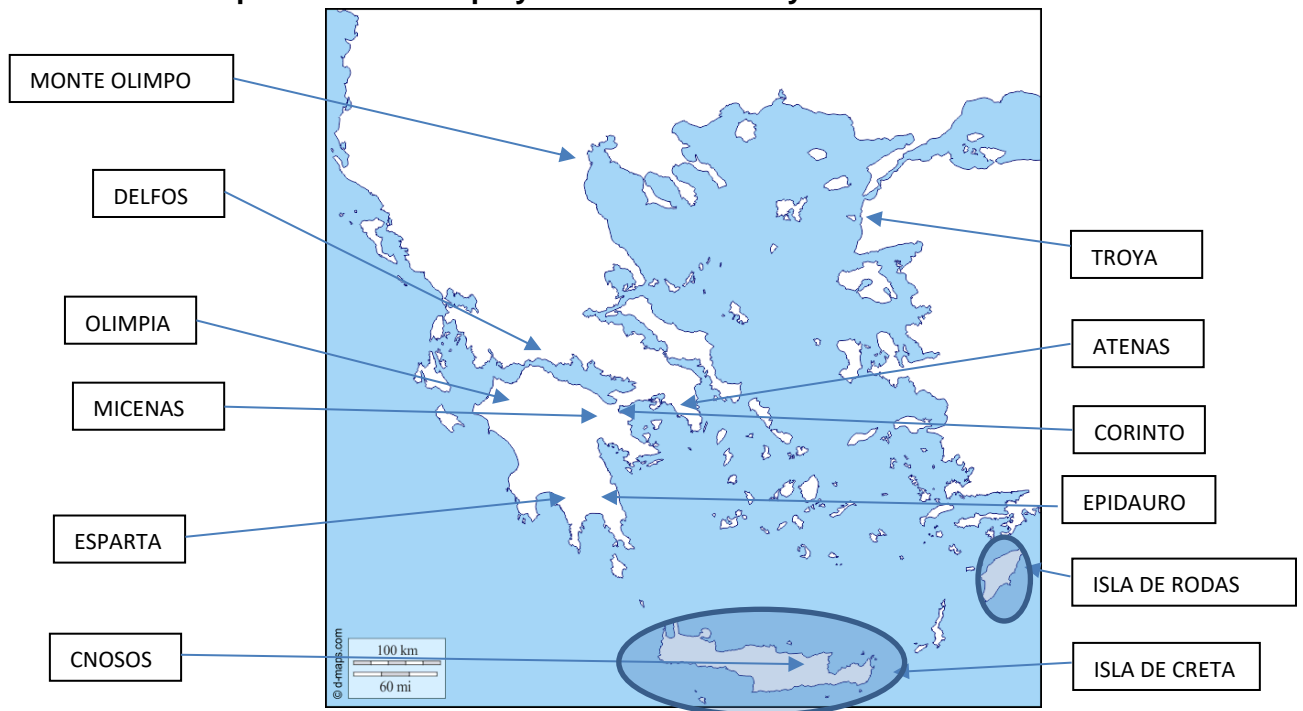 MONTE OLIMPO
DELFOS
OLIMPIA
MICENAS
ESPARTA
CNOSOS
TROYA
ATENAS
CORINTO
EPIDAURO
ISLA DE RODAS
ISLA DE CRETA
© d-maps.com
100 km
60 mi